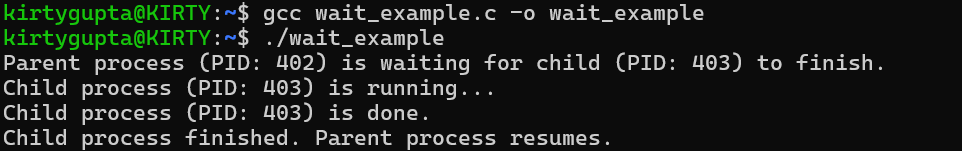 kirtygupta@KIRTY:~$ gcc wait_example.c -o wait_example
kirtygupta@KIRTY:~$ ./wait_example
Parent process (PID: 402) is waiting for child (PID: 403) to finish.
Child process (PID: 403) is running...
Child process (PID: 403) is done.
Child process finished. Parent process resumes.